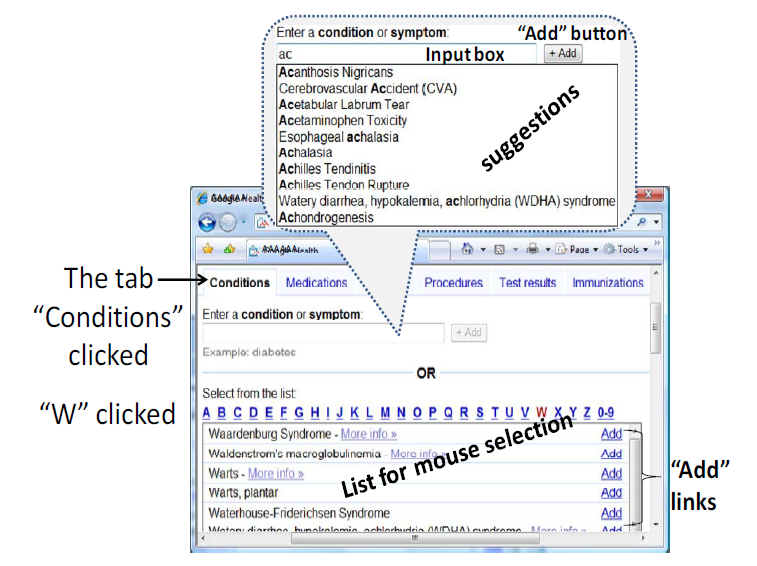 Enter a condition or symptom:
"Add" button
ac
Input box
+ Add
Acanthosis Nigricans
Cerebrovascular Accident (CVA)
Acetabular Labrum Tear
Acetaminophen Toxicity
Esophageal achalasia
Achalasia
Achilles Tendinitis
Achilles Tendon Rupture
Watery diarrhea, hypokalemia, achlorhydria (WDHA) syndrome
Achondrogenesis
suggestions
Page
Tools
The tab
"Conditions"
clicked
Conditions Medications Procedures Test results Immunizations
Enter a condition or symptom:
+ Add
Example: diabetes
OR
Select from the list:
"W" clicked
A B C D E F G H I J K L M N O P Q R S T U V W X Y Z 0-9
Waardenburg Syndrome - More info » Add
Waldenstrom's macroglobulinemia - More info » Add
Warts - More info » Add
Warts, plantar Add
Waterhouse-Friderichsen Syndrome Add
Watery diarrhea, hypokalemia, achlorhydria (WDHA) syndrome - More info » Add
List for mouse selection
"Add"
links